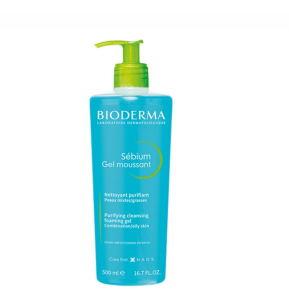 BIODERMA
LABORATOIRE DERMATOLOGIQUE
Sébium
Gel moussant
Nettoyant purifiant
Peaux mixtes/grasses
Purifying cleansing
foaming gel
Combination/oily skin
500 ml e 16.7 FL.OZ.